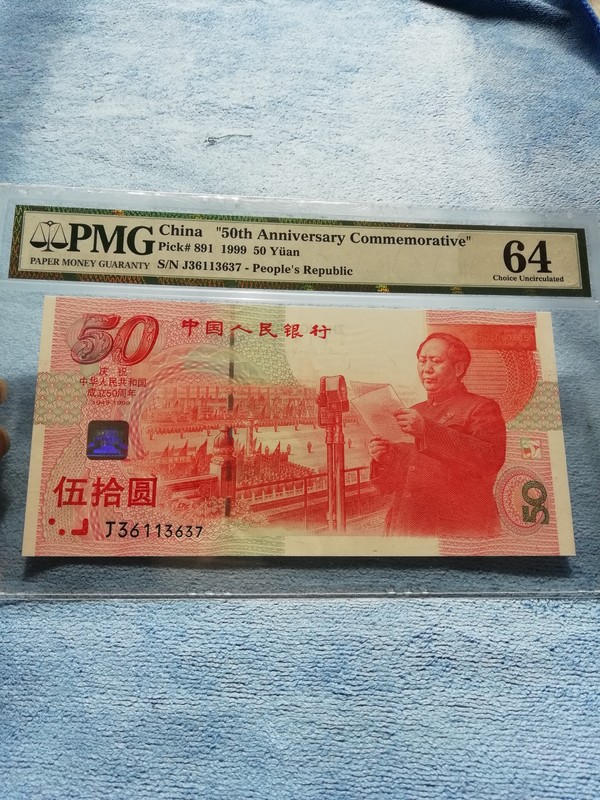 PMG
PAPER MONEY GUARANTY
China "50th Anniversary Commemorative"
Pick# 891 1999 50 Yüan
S/N J36113637 - People's Republic
64
Choice Uncirculated
50
中国人民银行
庆祝
中华人民共和国
成立50周年
1949-1999
伍拾圆
J36113637
50